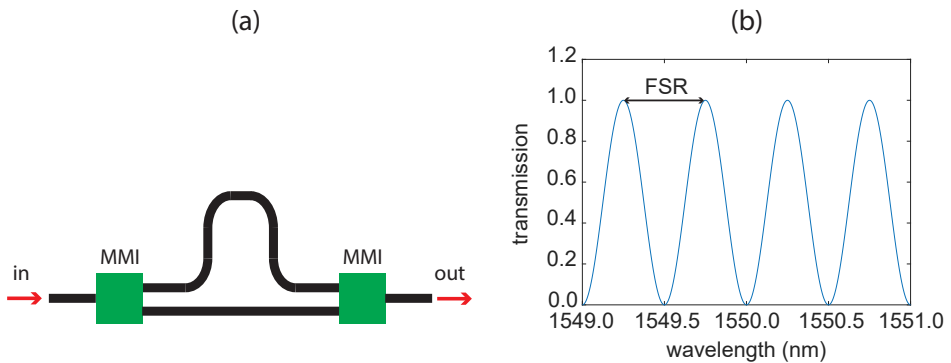 (a)
MMI
MMI
in
out
(b)
1.2
1.0
0.8
0.6
0.4
0.2
0.0
transmission
FSR
1549.0 1549.5 1550.0 1550.5 1551.0
wavelength (nm)